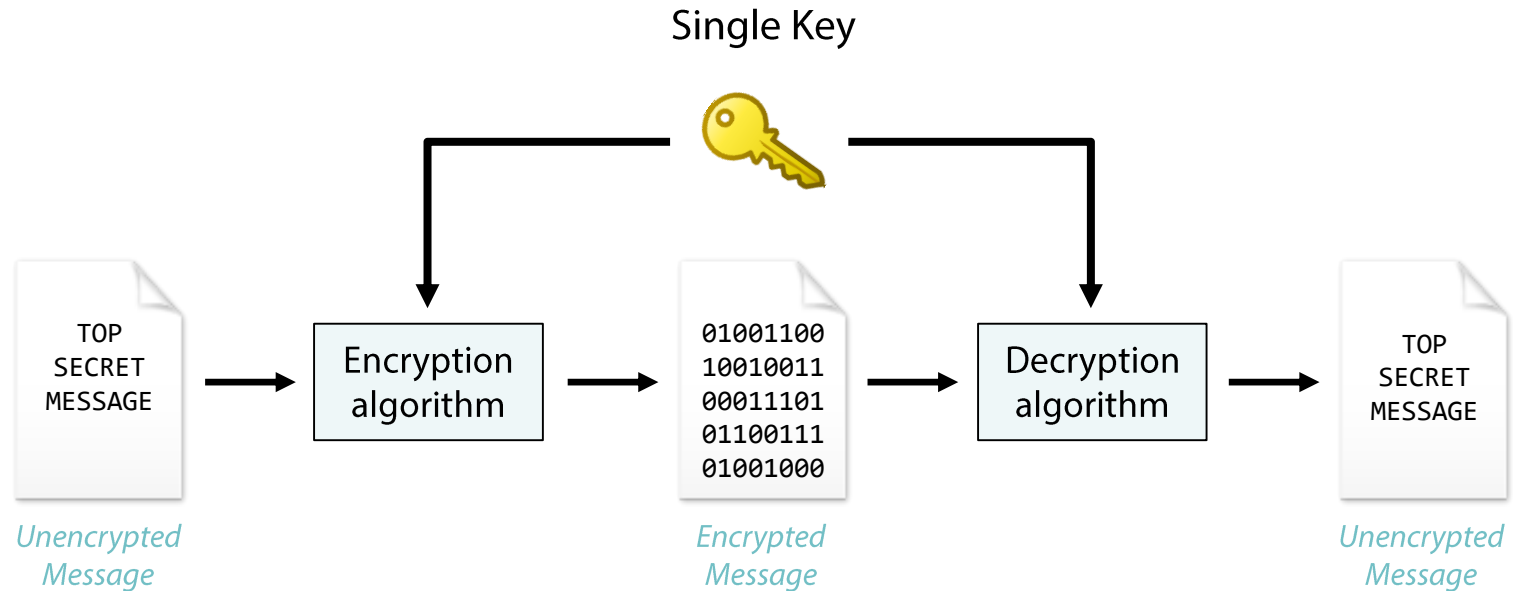 Single Key
TOP
SECRET
MESSAGE
Unencrypted
Message
Encryption
algorithm
01001100
10010011
00011101
01100111
01001000
Encrypted
Message
Decryption
algorithm
TOP
SECRET
MESSAGE
Unencrypted
Message